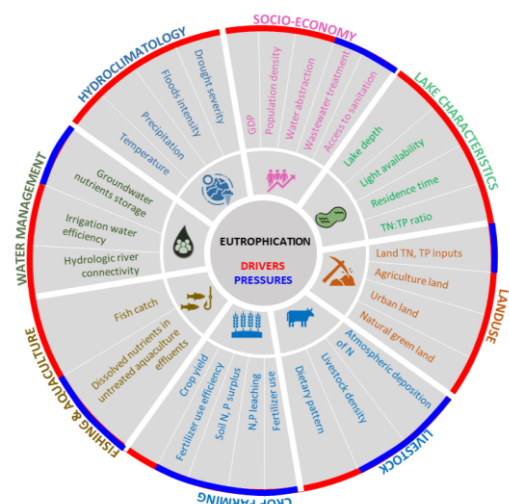 SOCIO-ECONOMY
GDP
Population density
Water abstraction
Wastewater treatment
Access to sanitation
LAKE CHARACTERISTICS
Lake depth
Light availability
Residence time
TN:TP ratio
LANDUSE
Land TN, TP inputs
Agriculture land
Urban land
Natural green land
LIVESTOCK
Atmospheric deposition
of N
Livestock density
Dietary pattern
CROP FARMING
Fertilizer use
N,P leaching
Soil N, P surplus
Fertilizer use efficiency
Crop yield
FISHING & AQUACULTURE
Dissolved nutrients in
untreated aquaculture
effluents
Fish catch
WATER MANAGEMENT
Hydrologic river
connectivity
Irrigation water
efficiency
Groundwater
nutrients storage
HYDROCLIMATOLOGY
Temperature
Precipitation
Floods intensity
Drought severity
EUTROPHICATION
DRIVERS
PRESSURES